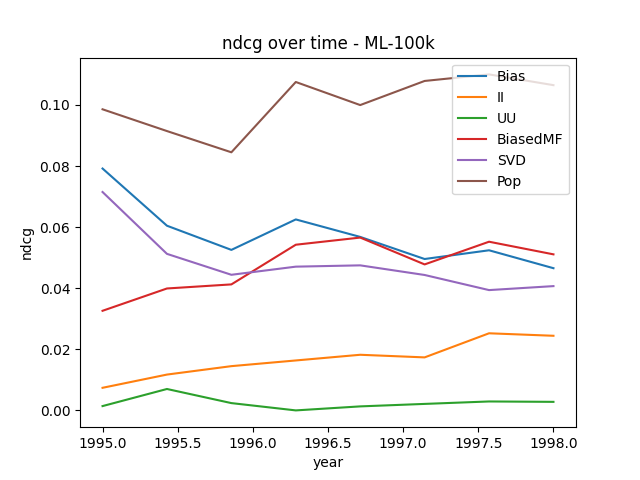 ndcg over time - ML-100k
Bias
II
UU
BiasedMF
SVD
Pop
ndcg
0.10
0.08
0.06
0.04
0.02
0.00
1995.0 1995.5 1996.0 1996.5 1997.0 1997.5 1998.0
year